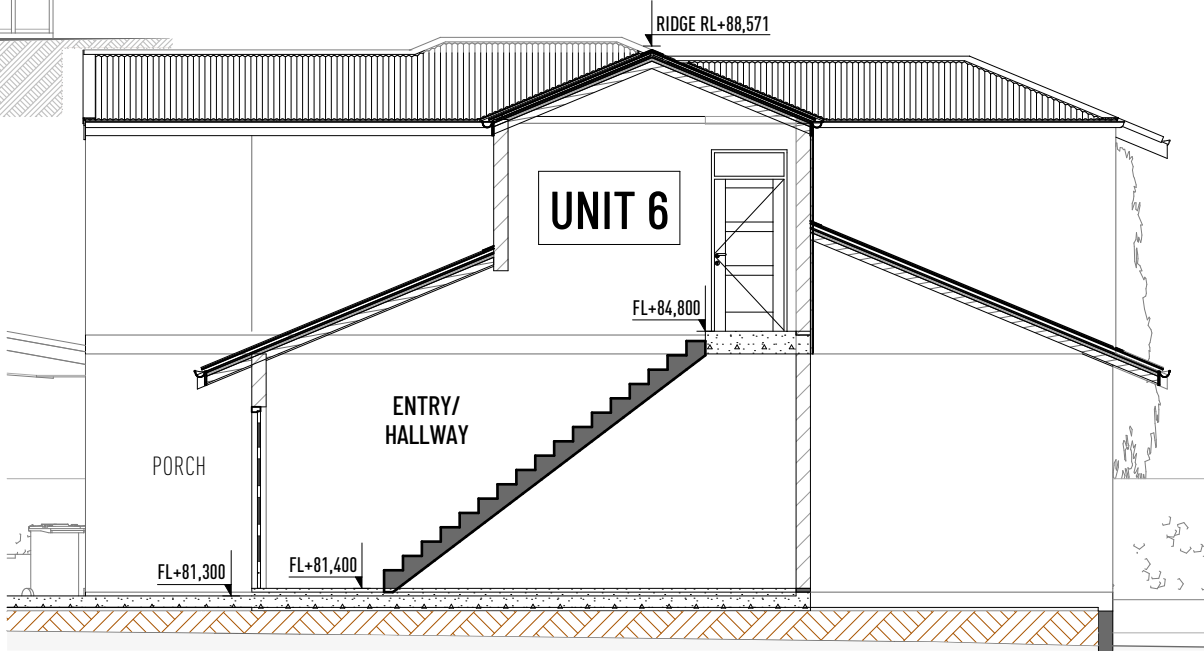 RIDGE RL+88,571
UNIT 6
FL+84,800
ENTRY/
HALLWAY
PORCH
FL+81,300
FL+81,400